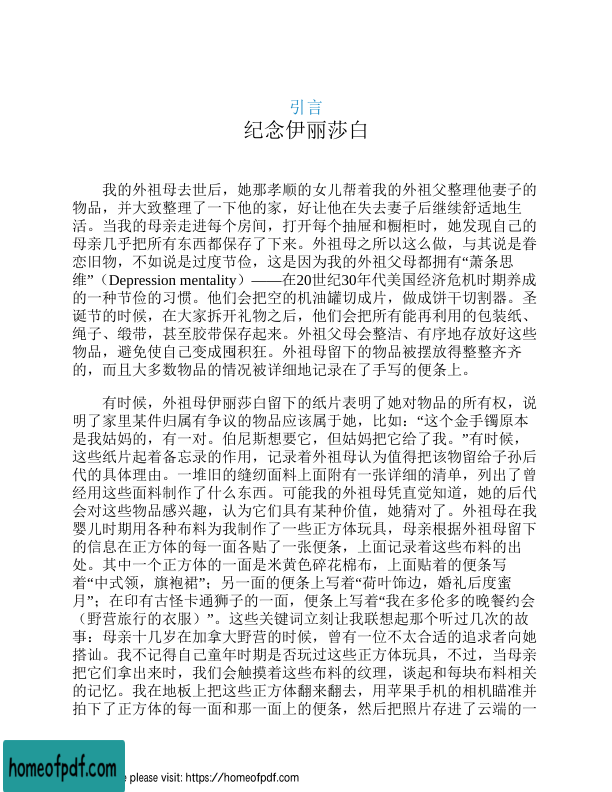 引言
纪念伊丽莎白
我的外祖母去世后，她那孝顺的女儿帮着我的外祖父整理他妻子的
物品，并大致整理了一下他的家，好让他在失去妻子后继续舒适地生
活。当我的母亲走进每个房间，打开每个抽屉和橱柜时，她发现自己的
母亲几乎把所有东西都保存了下来。外祖母之所以这么做，与其说是眷
恋旧物，不如说是过度节俭，这是因为我的外祖父母都拥有“萧条思
维”（Depression mentality）——在20世纪30年代美国经济危机时期养成
的一种节俭的习惯。他们会把空的机油罐切成片，做成饼干切割器。圣
诞节的时候，在大家拆开礼物之后，他们会把所有能再利用的包装纸、
绳子、缎带，甚至胶带保存起来。外祖父母会整洁、有序地存放好这些
物品，避免使自己变成囤积狂。外祖母留下的物品被摆放得整整齐齐
的，而且大多数物品的情况被详细地记录在了手写的便条上。
有时候，外祖母伊丽莎白留下的纸片表明了她对物品的所有权，说
明了家里某件归属有争议的物品应该属于她，比如：“这个金手镯原本
是我姑妈的，有一对。伯尼斯想要它，但姑妈把它给了我。”有时候，
这些纸片起着备忘录的作用，记录着外祖母认为值得把该物留给子孙后
代的具体理由。一堆旧的缝纫面料上面附有一张详细的清单，列出了曾
经用这些面料制作了什么东西。可能我的外祖母凭直觉知道，她的后代
会对这些物品感兴趣，认为它们具有某种价值，她猜对了。外祖母在我
婴儿时期用各种布料为我制作了一些正方体玩具，母亲根据外祖母留下
的信息在正方体的每一面各贴了一张便条，上面记录着这些布料的出
处。其中一个正方体的一面是米黄色碎花棉布，上面贴着的便条写
着“中式领，旗袍裙”；另一面的便条上写着“荷叶饰边，婚礼后度蜜
月”；在印有古怪卡通狮子的一面，便条上写着“我在多伦多的晚餐约会
（野营旅行的衣服）”。这些关键词立刻让我联想起那个听过几次的故
事：母亲十几岁在加拿大野营的时候，曾有一位不太合适的追求者向她
搭讪。我不记得自己童年时期是否玩过这些正方体玩具，不过，当母亲
把它们拿出来时，我们会触摸着这些布料的纹理，谈起和每块布料相关
的记忆。我在地板上把这些正方体翻来翻去，用苹果手机的相机瞄准并
拍下了正方体的每一面和那一面上的便条，然后把照片存进了云端的一
homeofpdf.com
e please visit: https://homeofpdf.com